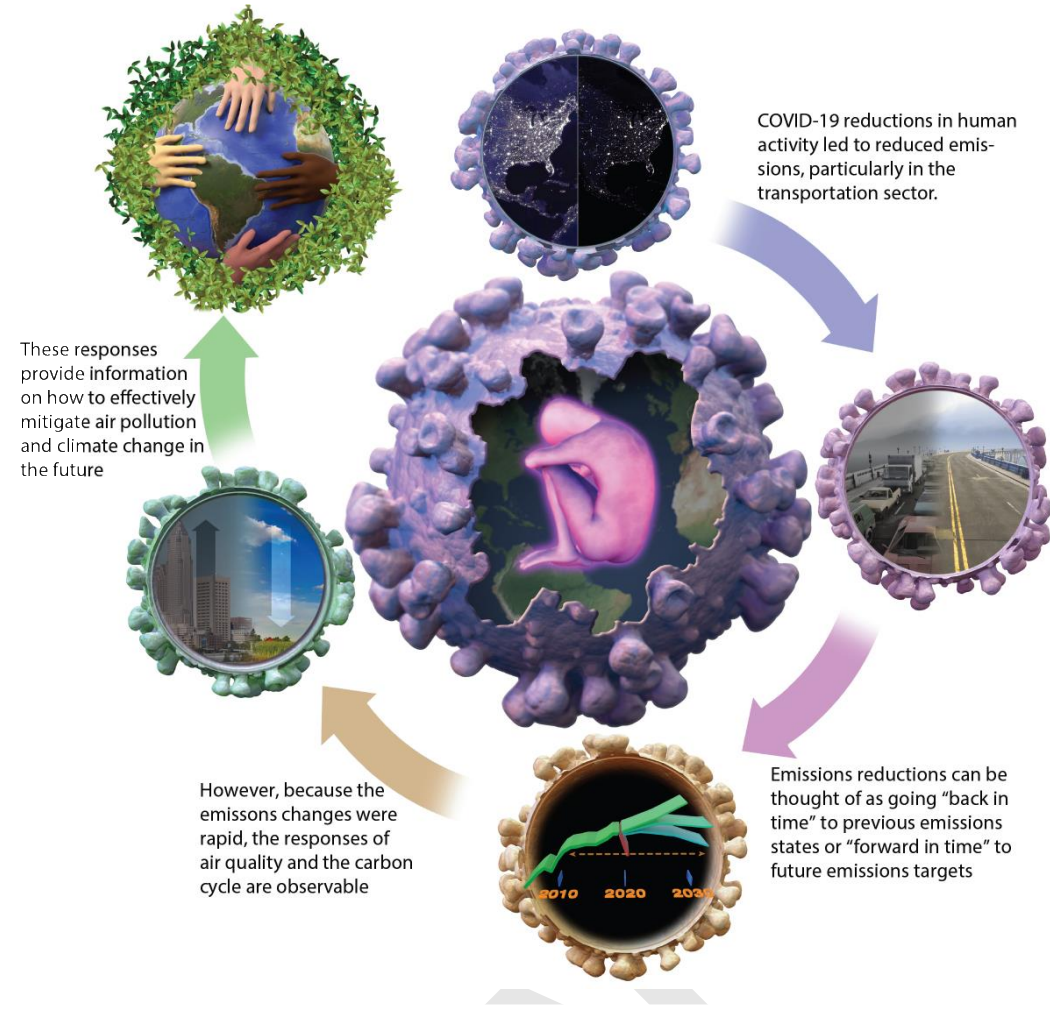 COVID-19 reductions in human
activity led to reduced emis-
sions, particularly in the
transportation sector.
Emissions reductions can be
thought of as going “back in
time” to previous emissions
states or “forward in time” to
future emissions targets
2010 2020
However, because the
emissons changes were
rapid, the responses of
air quality and the carbon
cycle are observable
These responses
provide information
on how to effectively
mitigate air pollution
and climate change in
the future